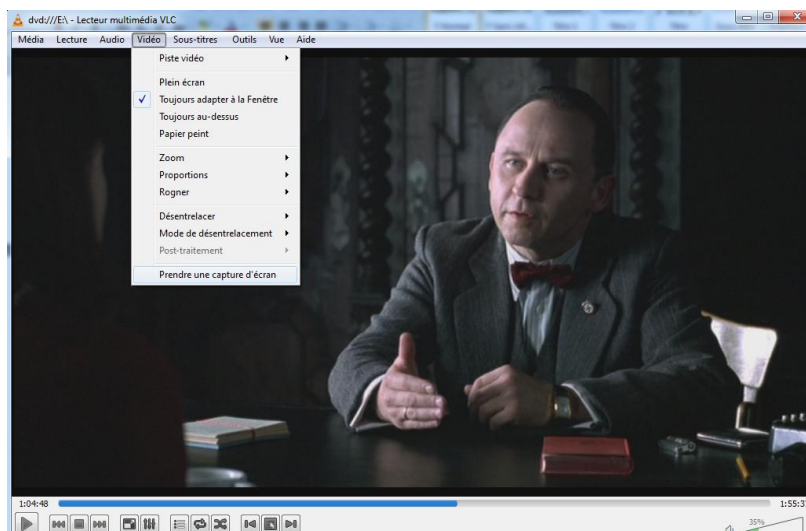 dvd:///E:\ - Lecteur multimédia VLC
Média Lecture Audio Vidéo Sous-titres Outils Vue Aide
Piste vidéo
Plein écran
Toujours adapter à la Fenêtre
Toujours au-dessus
Papier peint
Zoom
Proportions
Rogner
Désentrelacer
Mode de désentrelacement
Post-traitement
Prendre une capture d'écran
1:04:48
35%